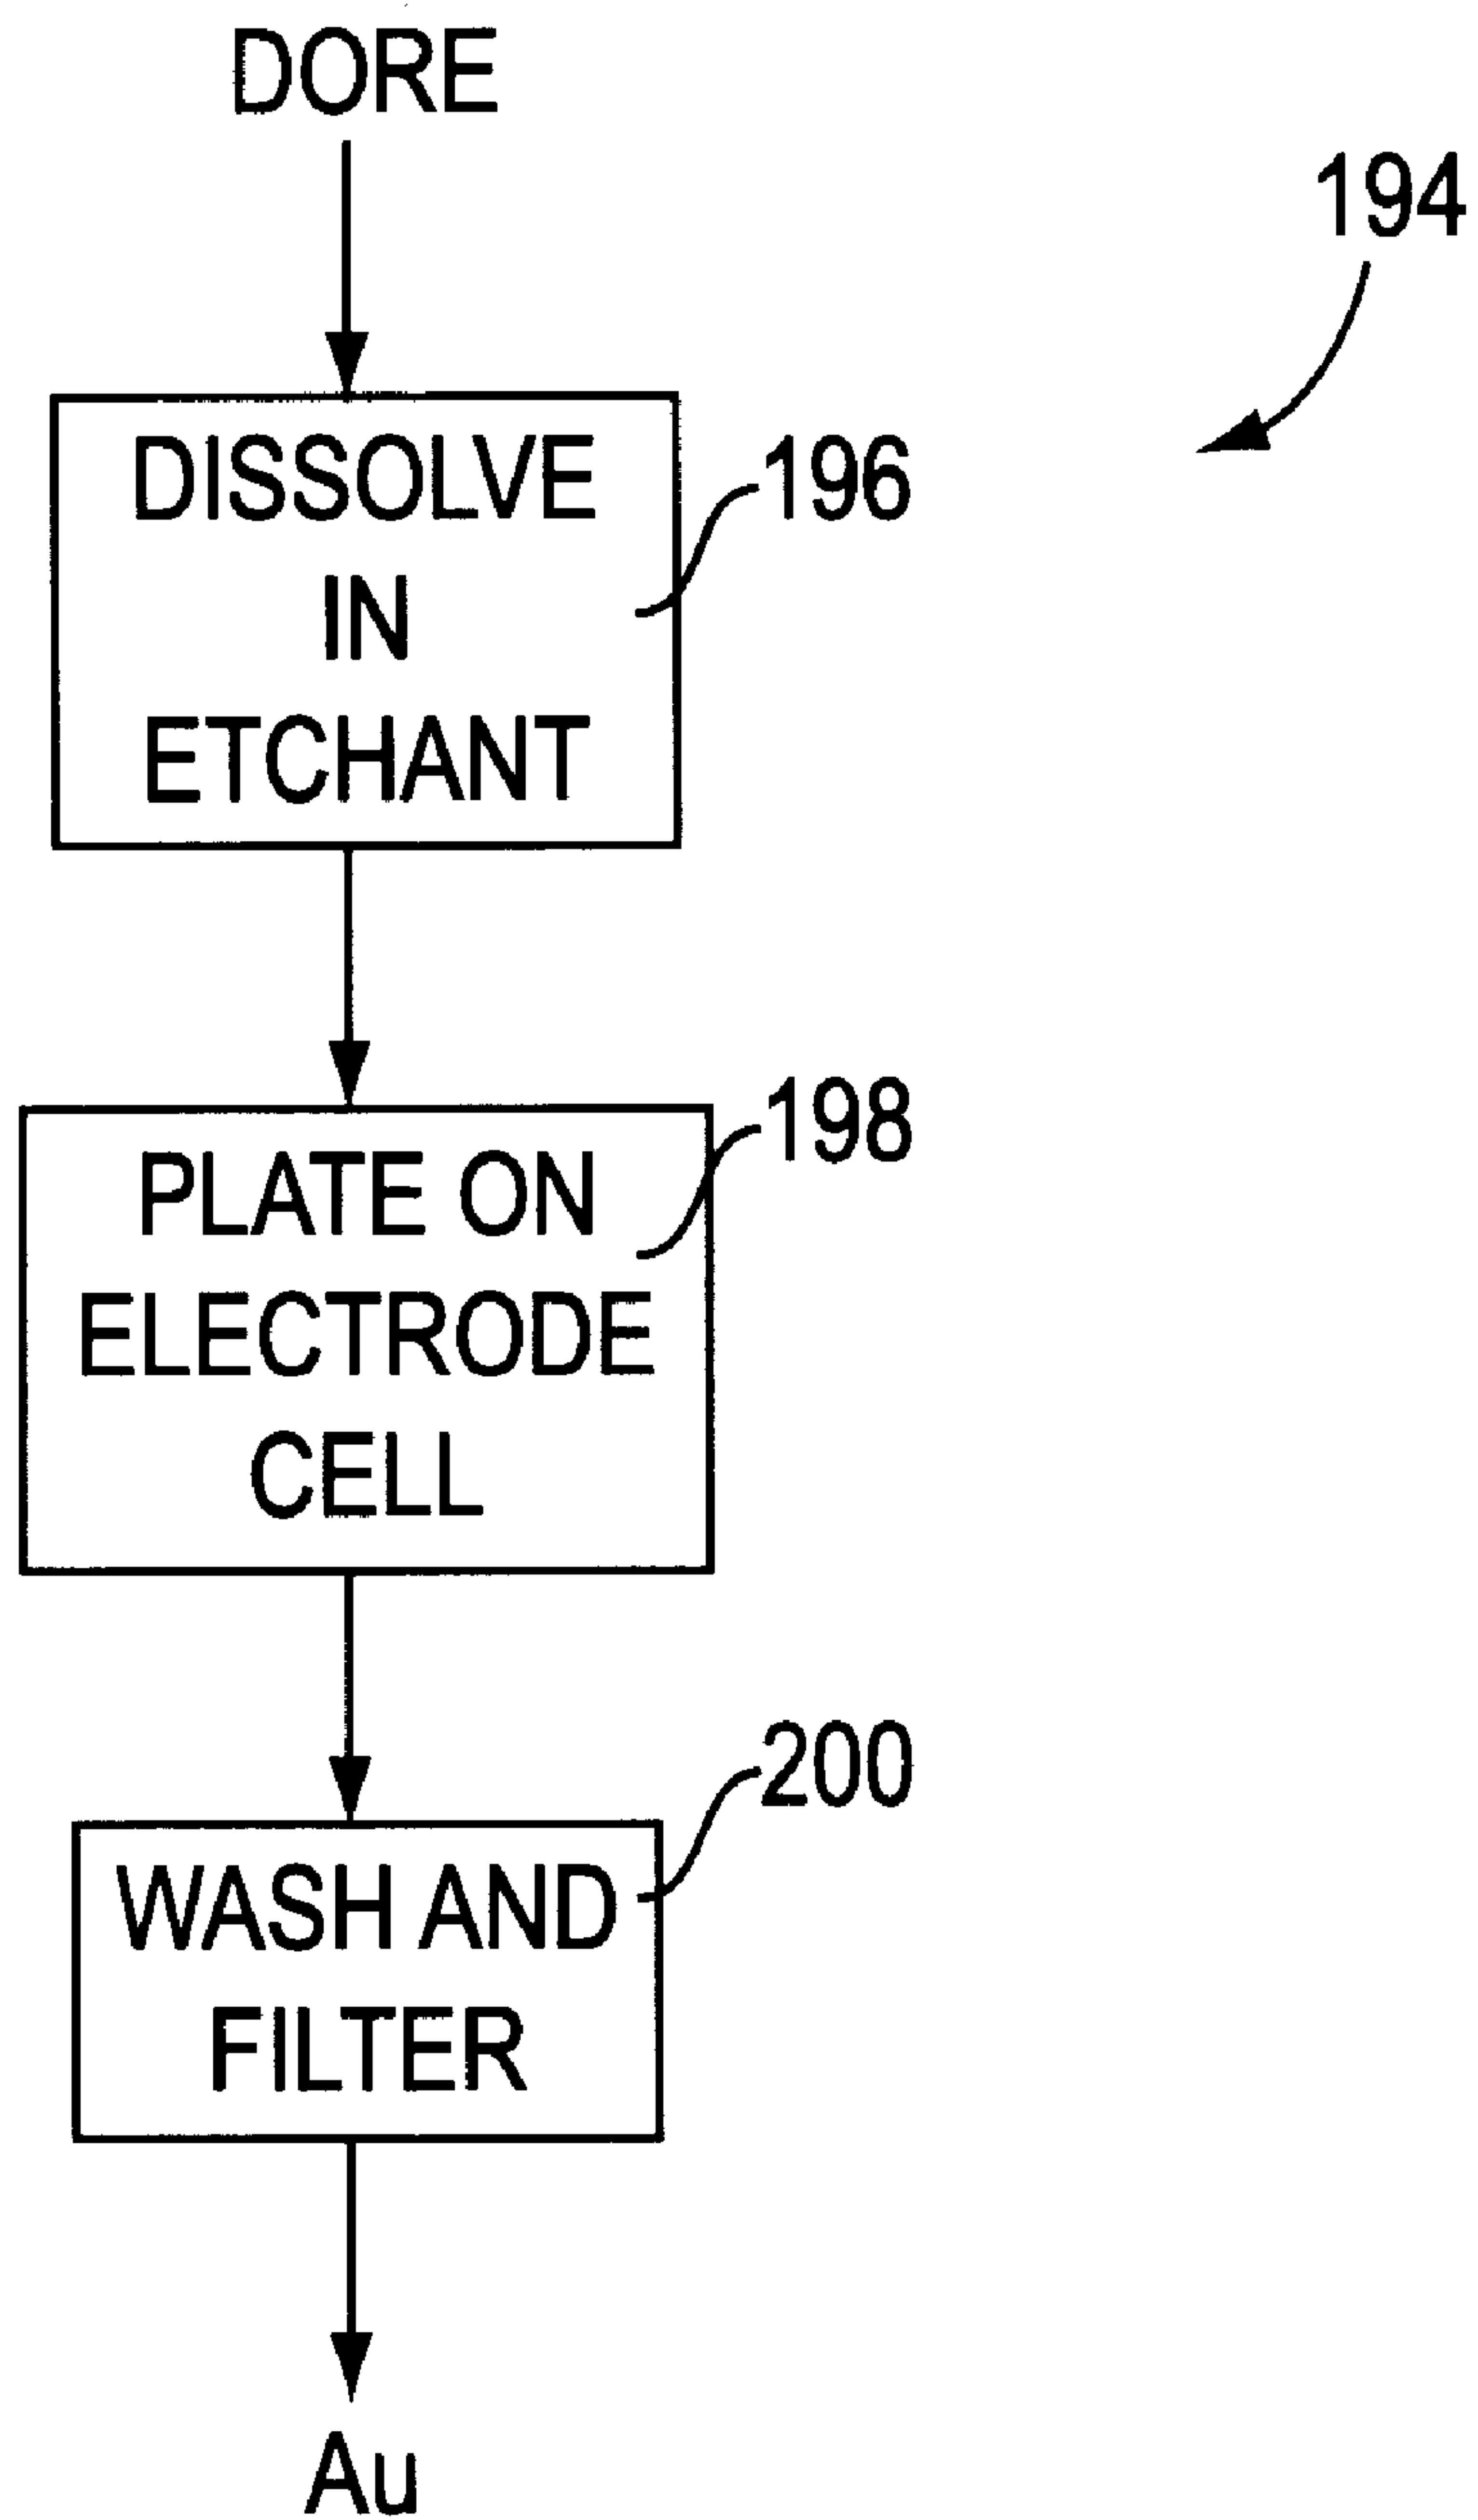 DORE
194
DISSOLVE
IN
ETCHANT
196
PLATE ON
ELECTRODE
CELL
198
WASH AND
FILTER
200
Au